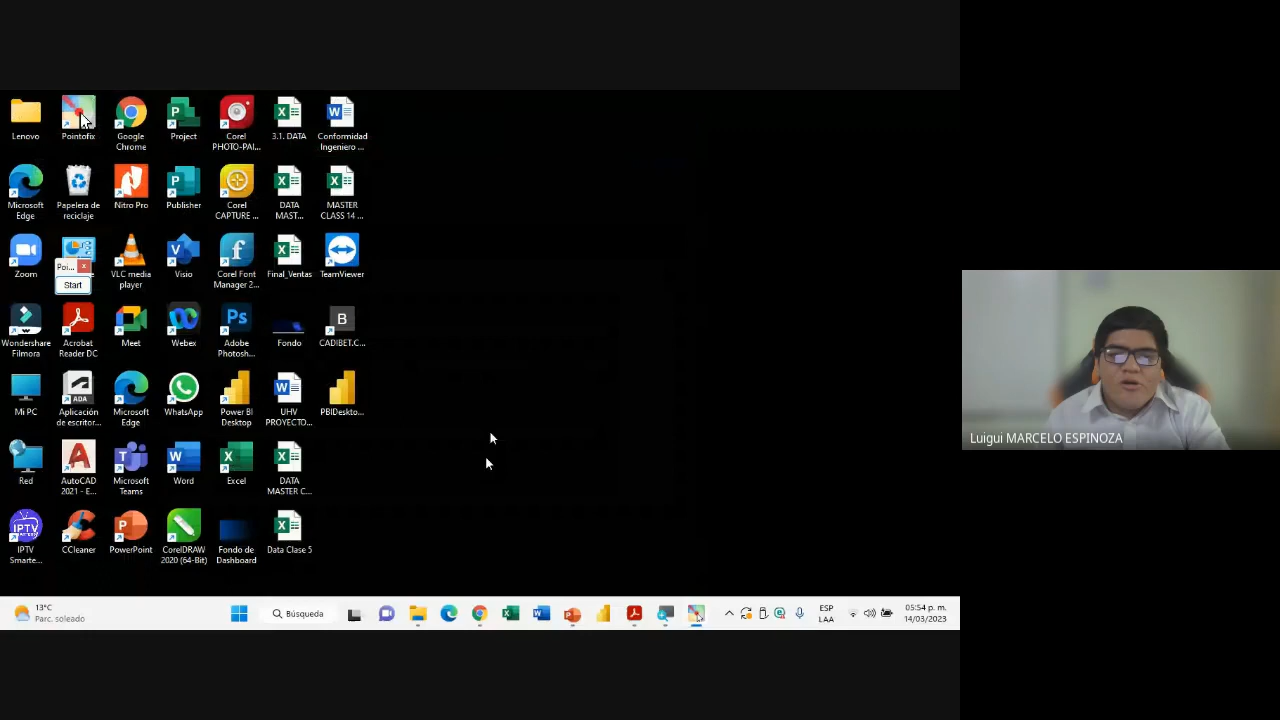 Lenovo
Pointofix
Google
Chrome
Project
Corel
PHOTO-PAI...
3.1. DATA
Conformidad
Ingeniero ...
Microsoft
Edge
Papelera de
reciclaje
Nitro Pro
Publisher
Corel
CAPTURE ...
DATA
MAST...
MASTER
CLASS 14 ...
Zoom
Poi...
x
Start
VLC media
player
Visio
Corel Font
Manager 2...
Final_Ventas
TeamViewer
Wondershare
Filmora
Acrobat
Reader DC
Meet
Webex
Ps
Adobe
Photosh...
Fondo
B
CADIBET.C...
Mi PC
ADA
Aplicación
de escritor...
Microsoft
Edge
WhatsApp
Power BI
Desktop
UHV
PROYECTO...
PBIDeskto...
Red
AutoCAD
2021 - E...
Microsoft
Teams
Word
Excel
DATA
MASTER C...
IPTV
IPTV
Smarte...
CCleaner
PowerPoint
CorelDRAW
2020 (64-Bit)
Fondo de
Dashboard
Data Clase 5
Luigui MARCELO ESPINOZA
13°C
Parc. soleado
Búsqueda
ESP
LAA
05:54 p. m.
14/03/2023